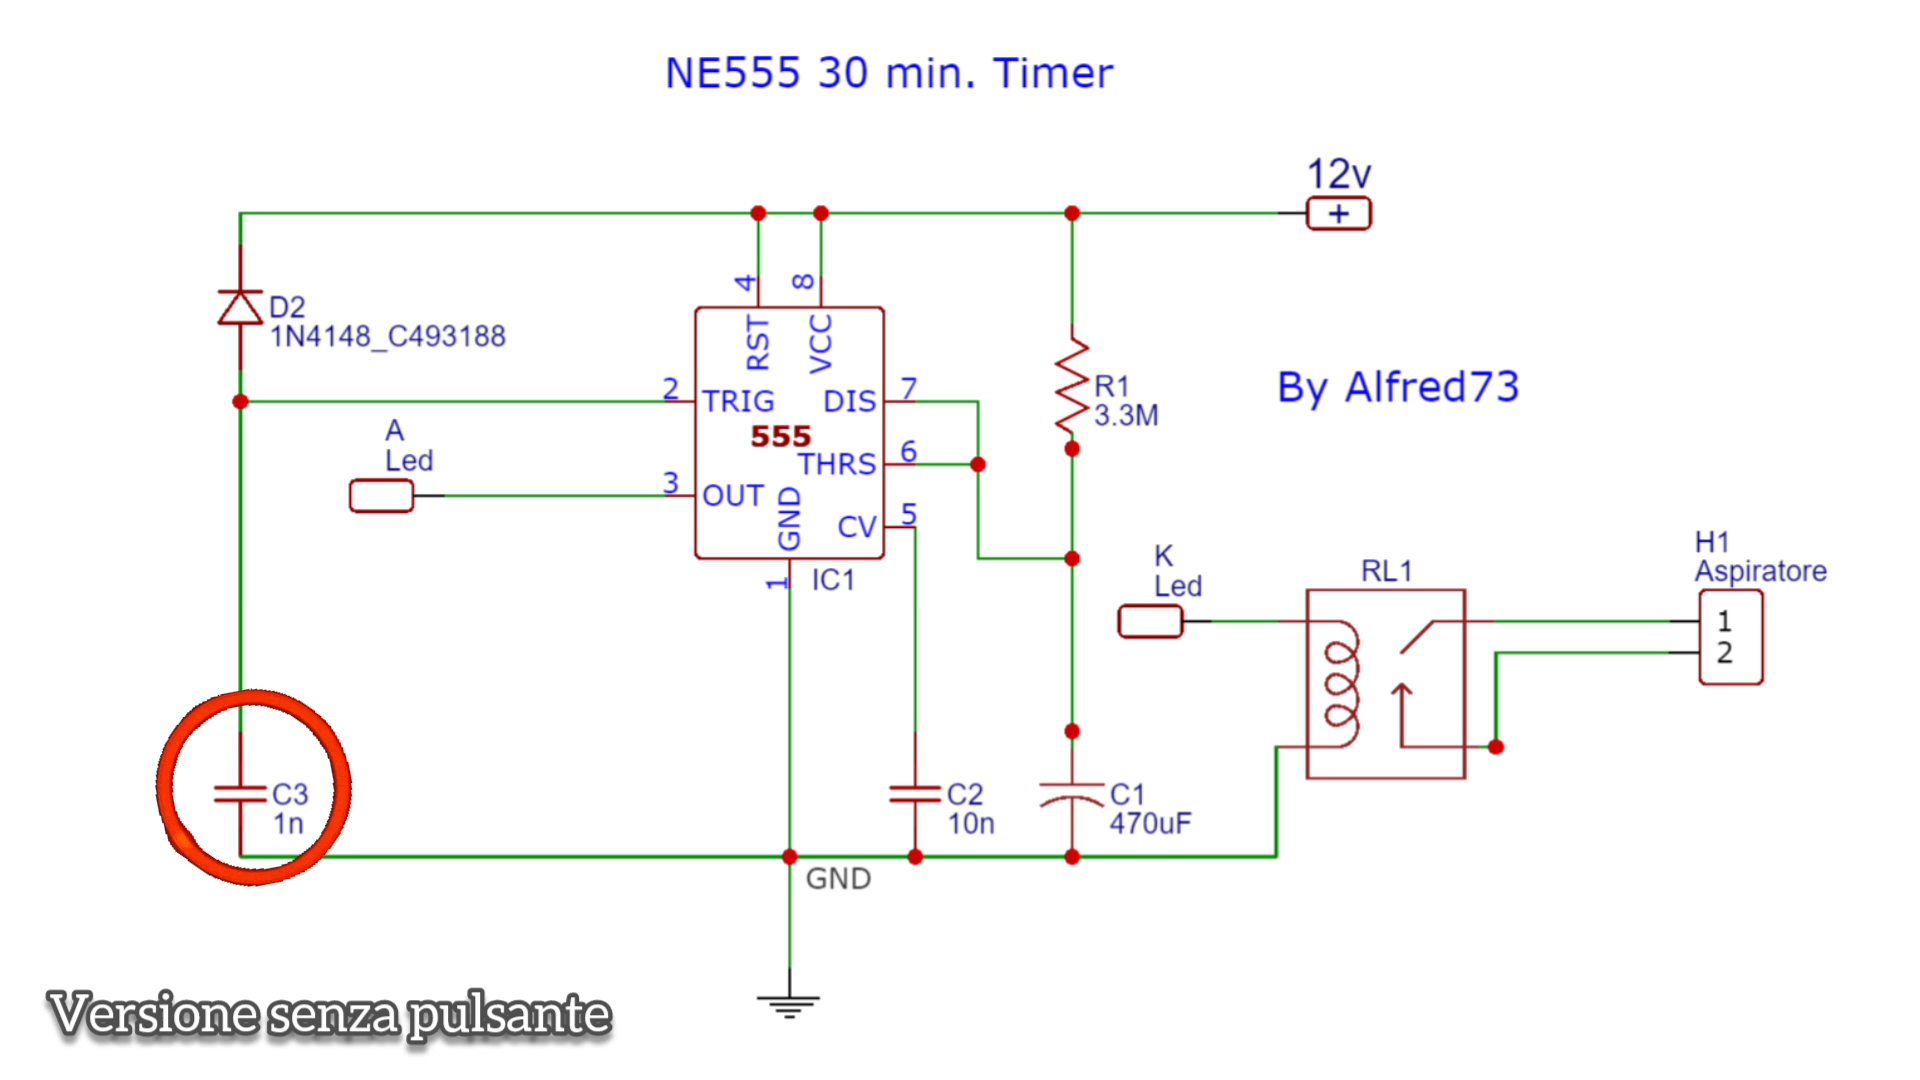 NE555 30 min. Timer
12v
+
4
8
D2
1N4148_C493188
RST
VCC
2
TRIG
DIS
7
R1
3.3M
By Alfred73
A
Led
555
THRS
6
3
OUT
GND
CV
5
1
IC1
K
Led
RL1
H1
Aspiratore
1
2
C3
1n
C2
10n
C1
470uF
GND
Versione senza pulsante